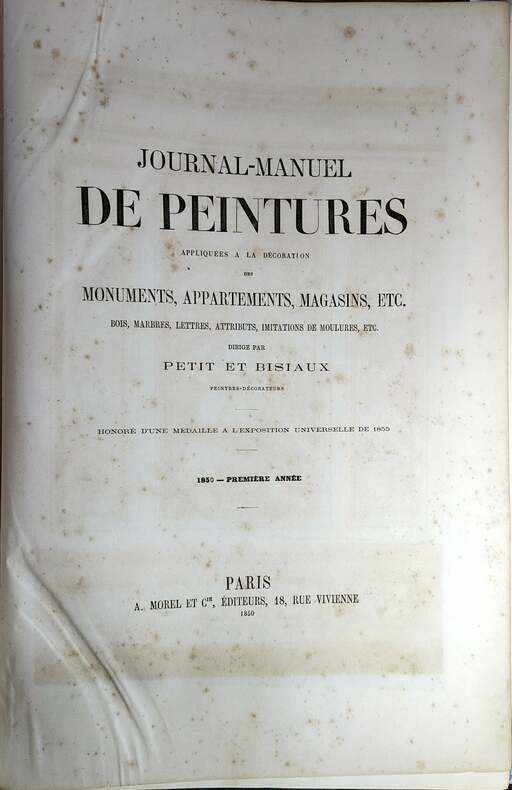 JOURNAL-MANUEL
DE PEINTURES
APPLIQUÉES A LA DÉCORATION
DES
MONUMENTS, APPARTEMENTS, MAGASINS, ETC.
BOIS, MARBRES, LETTRES, ATTRIBUTS, IMITATIONS DE MOULURES, ETC.
DIRIGÉ PAR
PETIT ET BISIAUX
PEINTRES-DÉCORATEURS
HONORÉ D'UNE MÉDAILLE A L'EXPOSITION UNIVERSELLE DE 1855
1850 — PREMIÈRE ANNÉE
PARIS
A. MOREL ET Cie, ÉDITEURS, 18, RUE VIVIENNE
1850